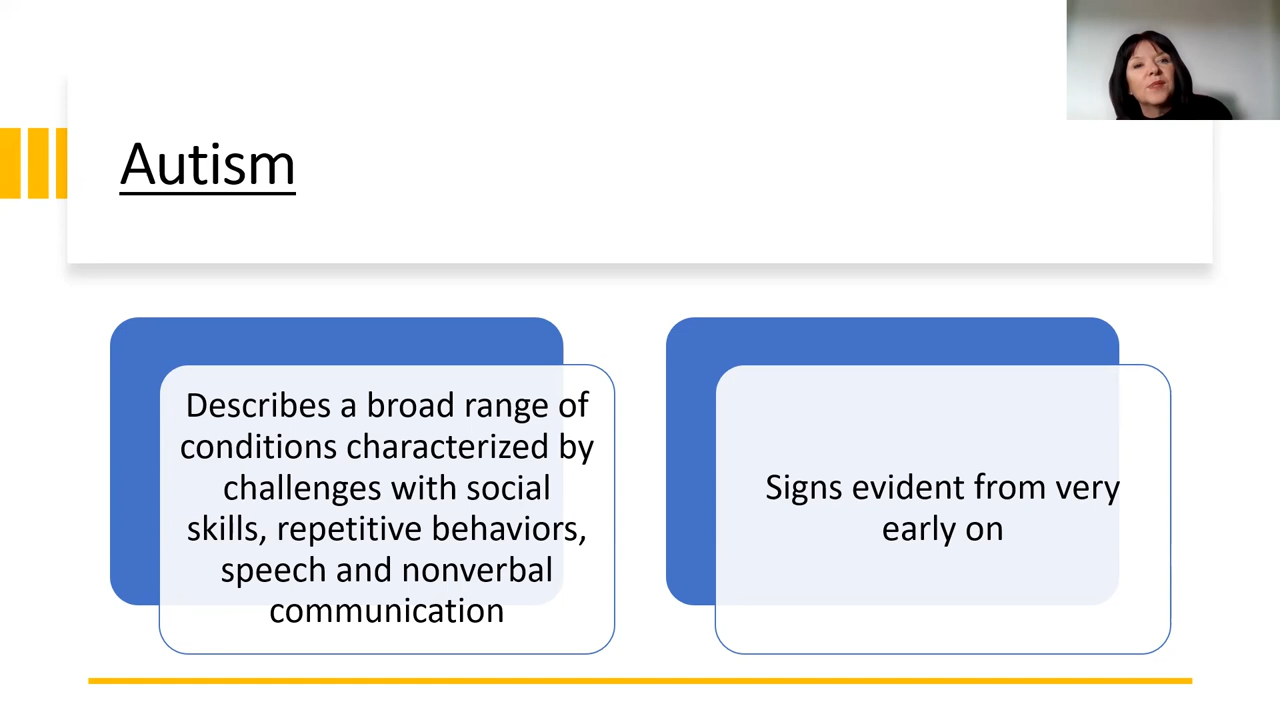 Autism
Describes a broad range of
conditions characterized by
challenges with social
skills, repetitive behaviors,
speech and nonverbal
communication
Signs evident from very
early on